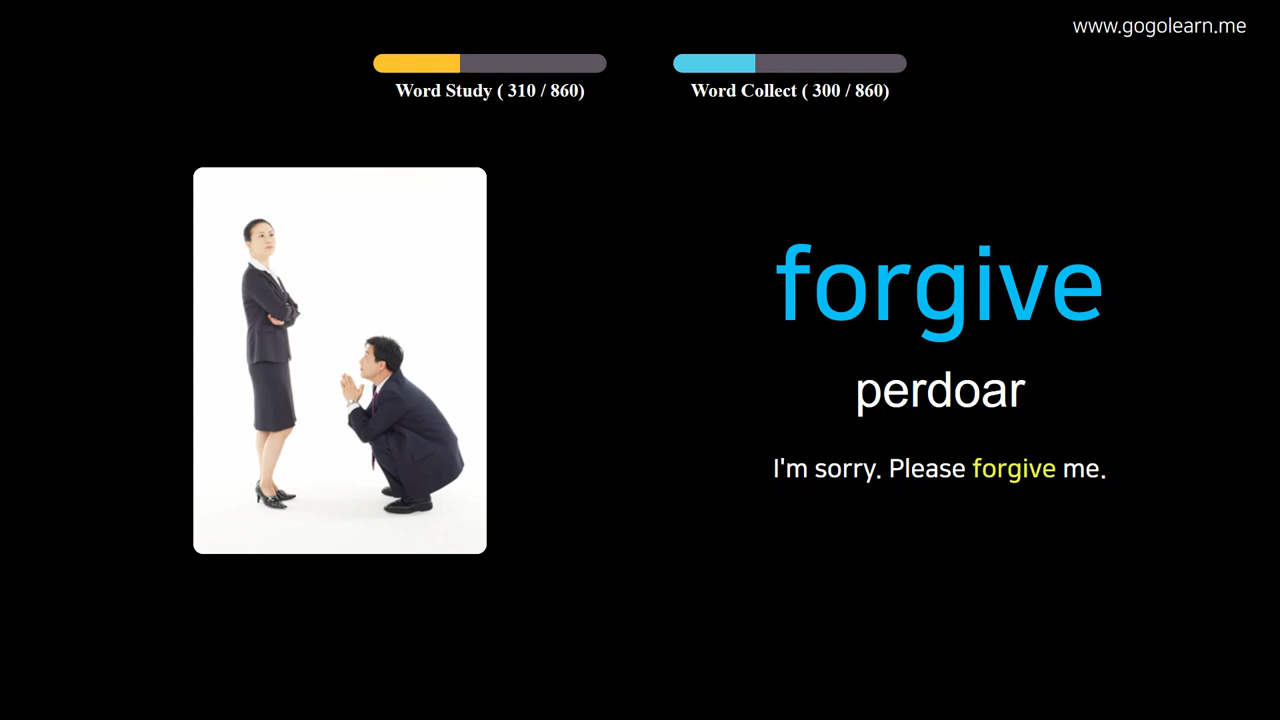 www.gogolearn.me
Word Study ( 310 / 860)
Word Collect ( 300 / 860)
forgive
perdoar
I'm sorry. Please forgive me.